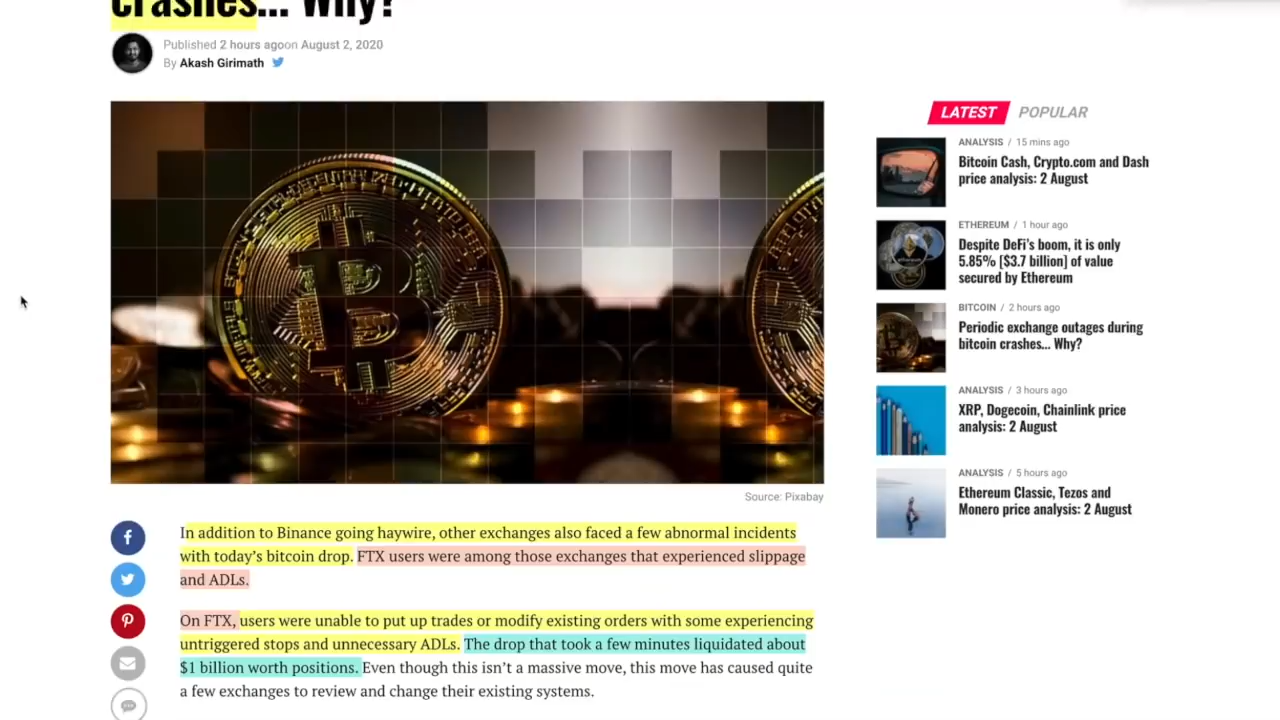 crashes... Why?
Published 2 hours agoon August 2, 2020
By Akash Girimath
LATEST POPULAR
ANALYSIS / 15 mins ago
Bitcoin Cash, Crypto.com and Dash
price analysis: 2 August
ETHEREUM / 1 hour ago
Despite DeFi's boom, it is only
5.85% [$3.7 billion] of value
secured by Ethereum
BITCOIN / 2 hours ago
Periodic exchange outages during
bitcoin crashes... Why?
ANALYSIS / 3 hours ago
XRP, Dogecoin, Chainlink price
analysis: 2 August
ANALYSIS / 5 hours ago
Ethereum Classic, Tezos and
Monero price analysis: 2 August
Source: Pixabay
In addition to Binance going haywire, other exchanges also faced a few abnormal incidents
with today's bitcoin drop. FTX users were among those exchanges that experienced slippage
and ADLs.
On FTX, users were unable to put up trades or modify existing orders with some experiencing
untriggered stops and unnecessary ADLs. The drop that took a few minutes liquidated about
$1 billion worth positions. Even though this isn't a massive move, this move has caused quite
a few exchanges to review and change their existing systems.